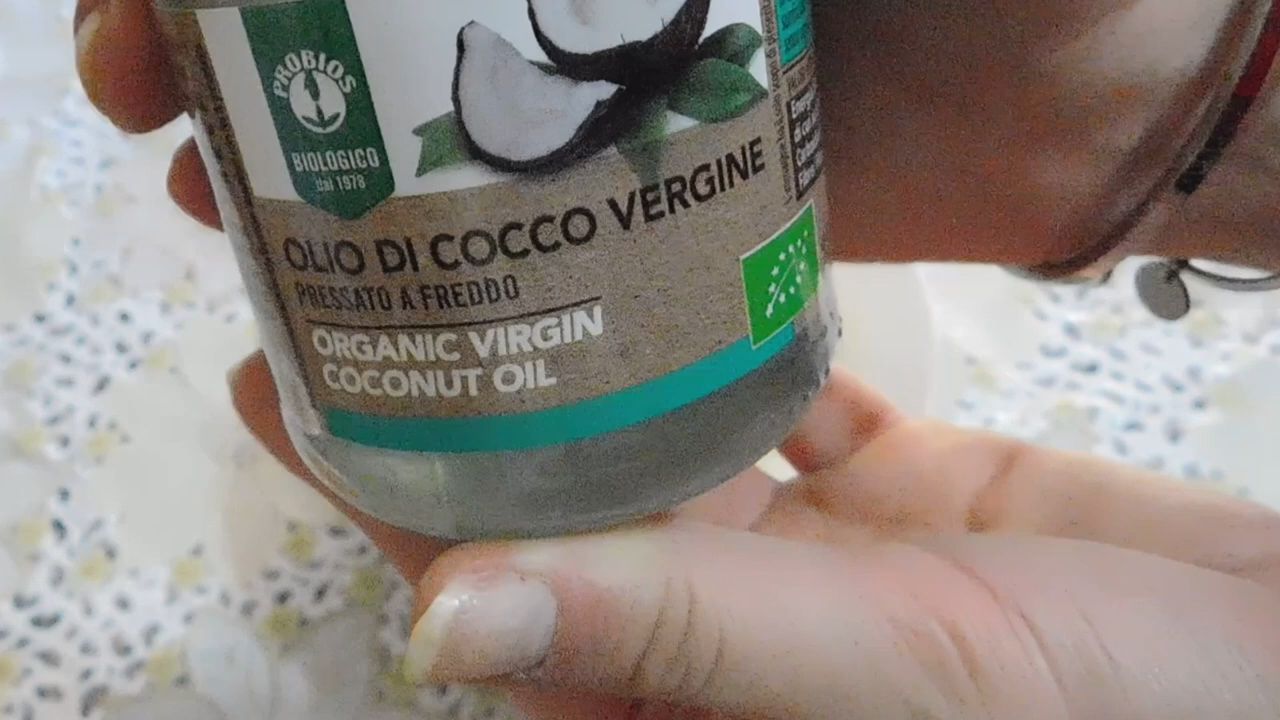 PROBIOS
BIOLOGICO
dal 1978
OLIO DI COCCO VERGINE
PRESSATO A FREDDO
ORGANIC VIRGIN
COCONUT OIL